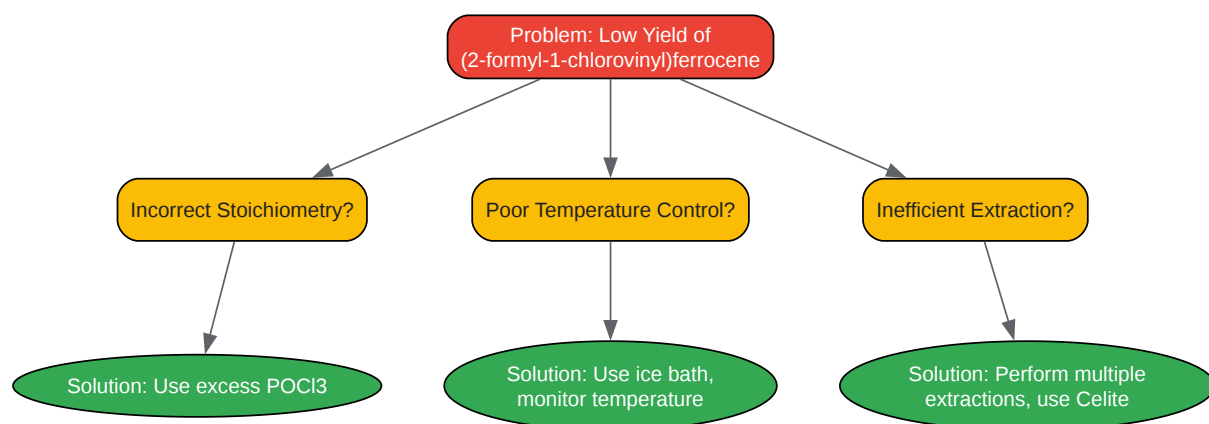 Problem: Low Yield of
(2-formyl-1-chlorovinyl)ferrocene
Incorrect Stoichiometry?
Poor Temperature Control?
Inefficient Extraction?
Solution: Use excess POCl3
Solution: Use ice bath,
monitor temperature
Solution: Perform multiple
extractions, use Celite